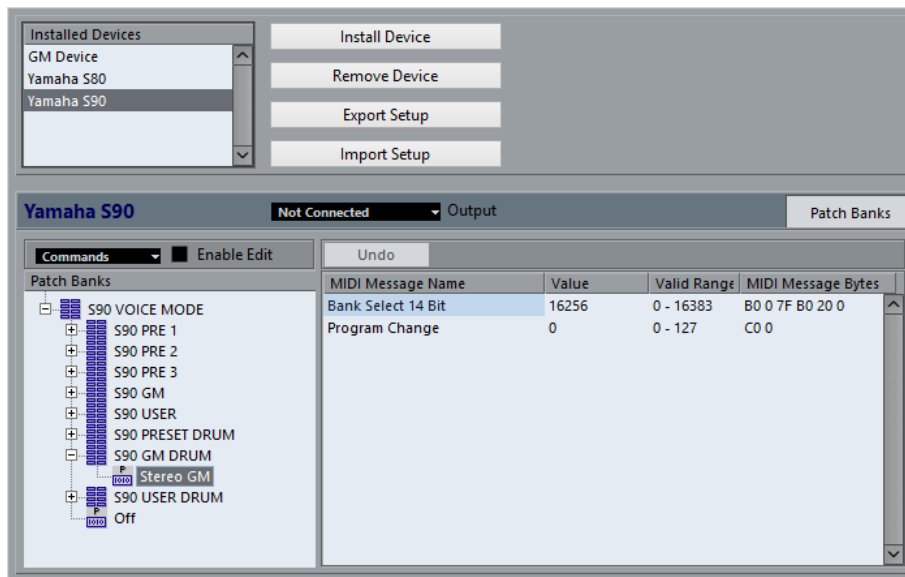 Installed Devices
GM Device
Yamaha S80
Yamaha S90
Install Device
Remove Device
Export Setup
Import Setup
Yamaha S90
Not Connected
Output
Patch Banks
Commands
Enable Edit
Undo
Patch Banks
S90 VOICE MODE
S90 PRE 1
S90 PRE 2
S90 PRE 3
S90 GM
S90 USER
S90 PRESET DRUM
S90 GM DRUM
P 1010 Stereo GM
S90 USER DRUM
P 1010 Off
MIDI Message Name Value Valid Range MIDI Message Bytes
Bank Select 14 Bit 16256 0 - 16383 B0 0 7F B0 20 0
Program Change 0 0 - 127 C0 0